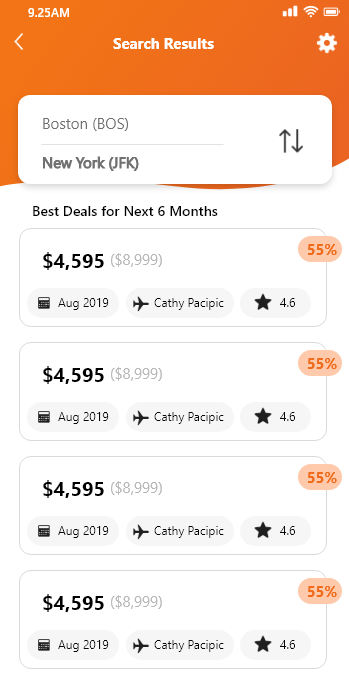 9.25AM
Search Results
Boston (BOS)
New York (JFK)
Best Deals for Next 6 Months
55%
$4,595 ($8,999)
Aug 2019 Cathy Pacipic 4.6
55%
$4,595 ($8,999)
Aug 2019 Cathy Pacipic 4.6
55%
$4,595 ($8,999)
Aug 2019 Cathy Pacipic 4.6
55%
$4,595 ($8,999)
Aug 2019 Cathy Pacipic 4.6